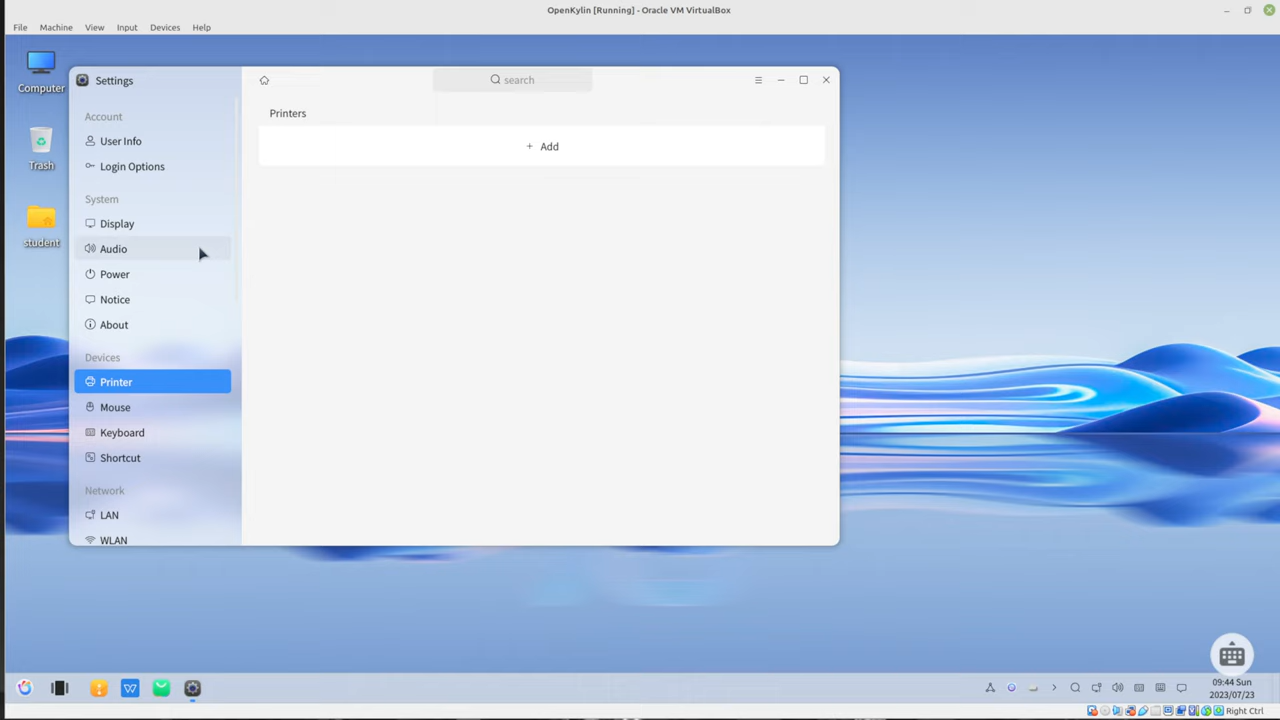 OpenKylin [Running] - Oracle VM VirtualBox
File Machine View Input Devices Help
Computer
Trash
student
Settings
search
Account
User Info
Login Options
System
Display
Audio
Power
Notice
About
Devices
Printer
Mouse
Keyboard
Shortcut
Network
LAN
WLAN
Printers
+ Add
09:44 Sun
2023/07/23
Right Ctrl